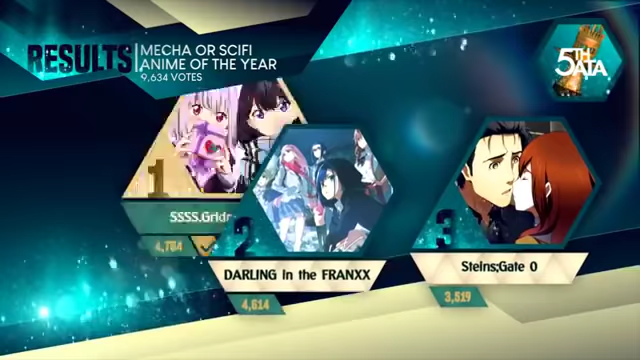 RESULTS
MECHA OR SCIFI
ANIME OF THE YEAR
9,634 VOTES
5TH
ATA
1
SSSS.Gridm
4,784
2
DARLING in the FRANXX
4,614
3
Steins;Gate 0
3,519